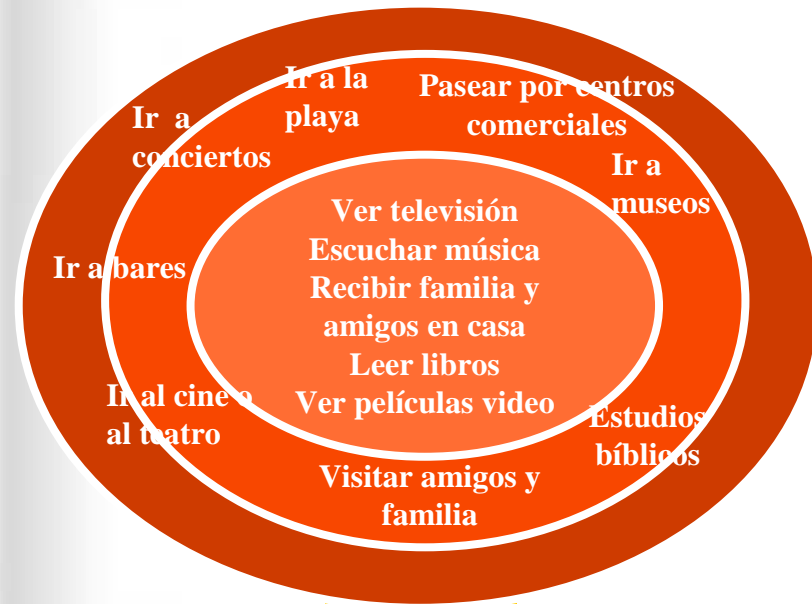 Ir a la
playa
Pasear por centros
comerciales
Ir a
conciertos
Ir a
museos
Ver televisión
Escuchar música
Recibir familia y
amigos en casa
Leer libros
Ver películas video
Ir a bares
Ir al cine o
al teatro
Estudios
bíblicos
Visitar amigos y
familia